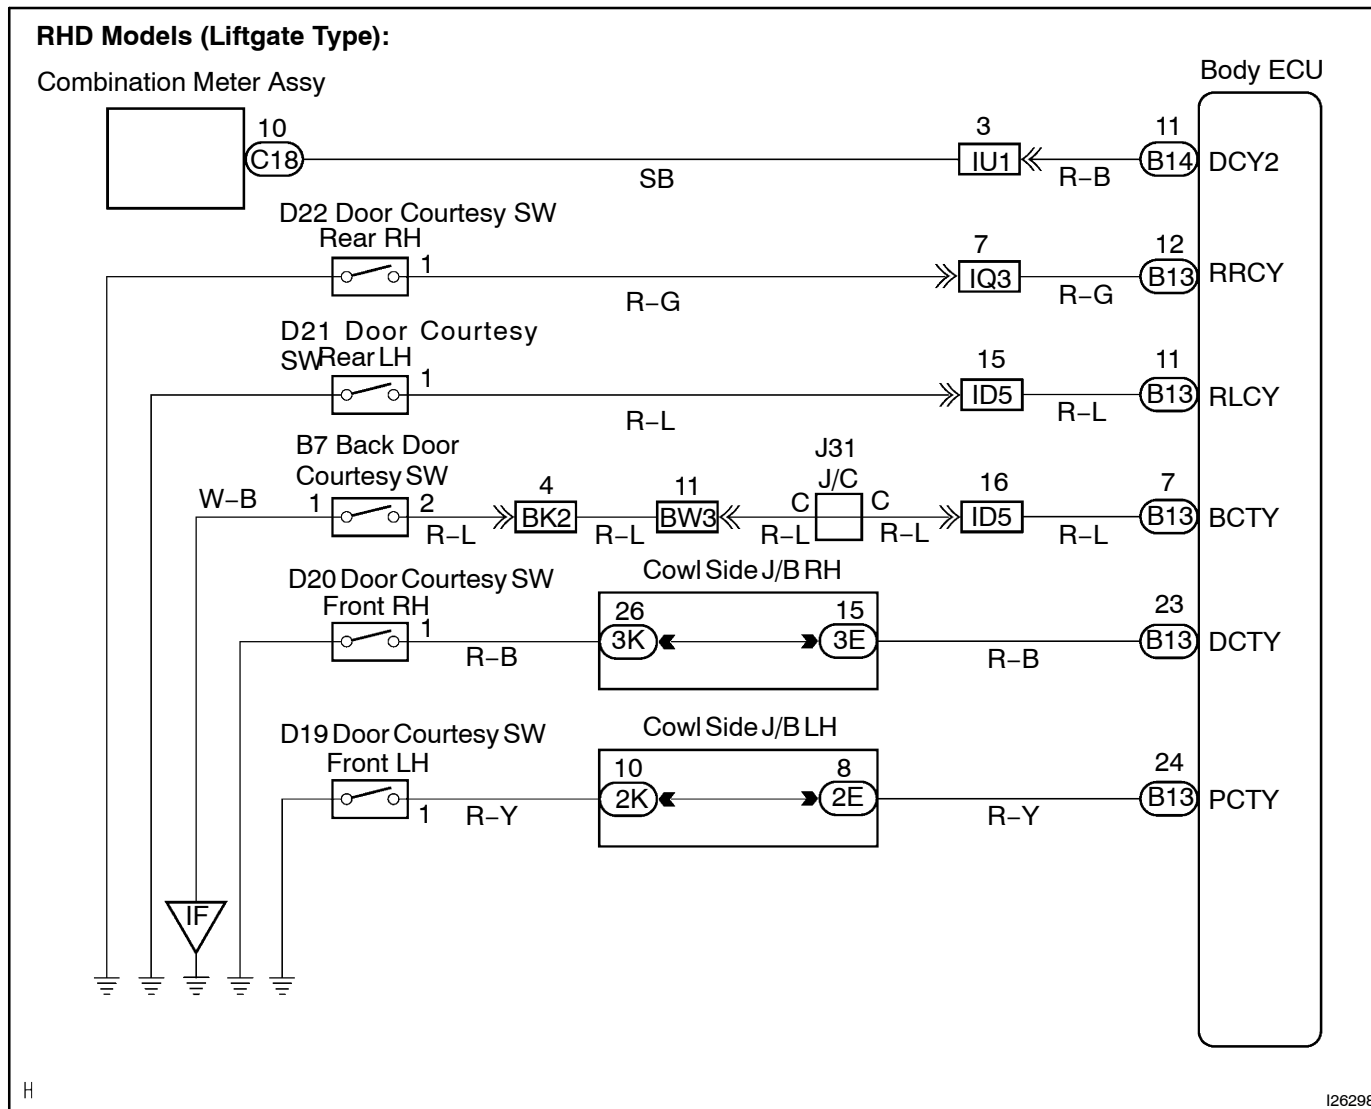 RHD Models (Liftgate Type):
Combination Meter Assy
Body ECU
10
C18
SB
3
IU1
R-B
11
B14
DCY2
D22 Door Courtesy SW
Rear RH
1
R-G
7
IQ3
R-G
12
B13
RRCY
D21 Door Courtesy
SW Rear LH
1
R-L
15
ID5
R-L
11
B13
RLCY
B7 Back Door
Courtesy SW
W-B
1
2
R-L
4
BK2
R-L
11
BW3
R-L
J31
J/C
C
C
R-L
16
ID5
R-L
7
B13
BCTY
D20 Door Courtesy SW
Front RH
1
R-B
Cowl Side J/B RH
26
3K
15
3E
R-B
23
B13
DCTY
D19 Door Courtesy SW
Front LH
1
R-Y
Cowl Side J/B LH
10
2K
8
2E
R-Y
24
B13
PCTY
IF
H
I26298